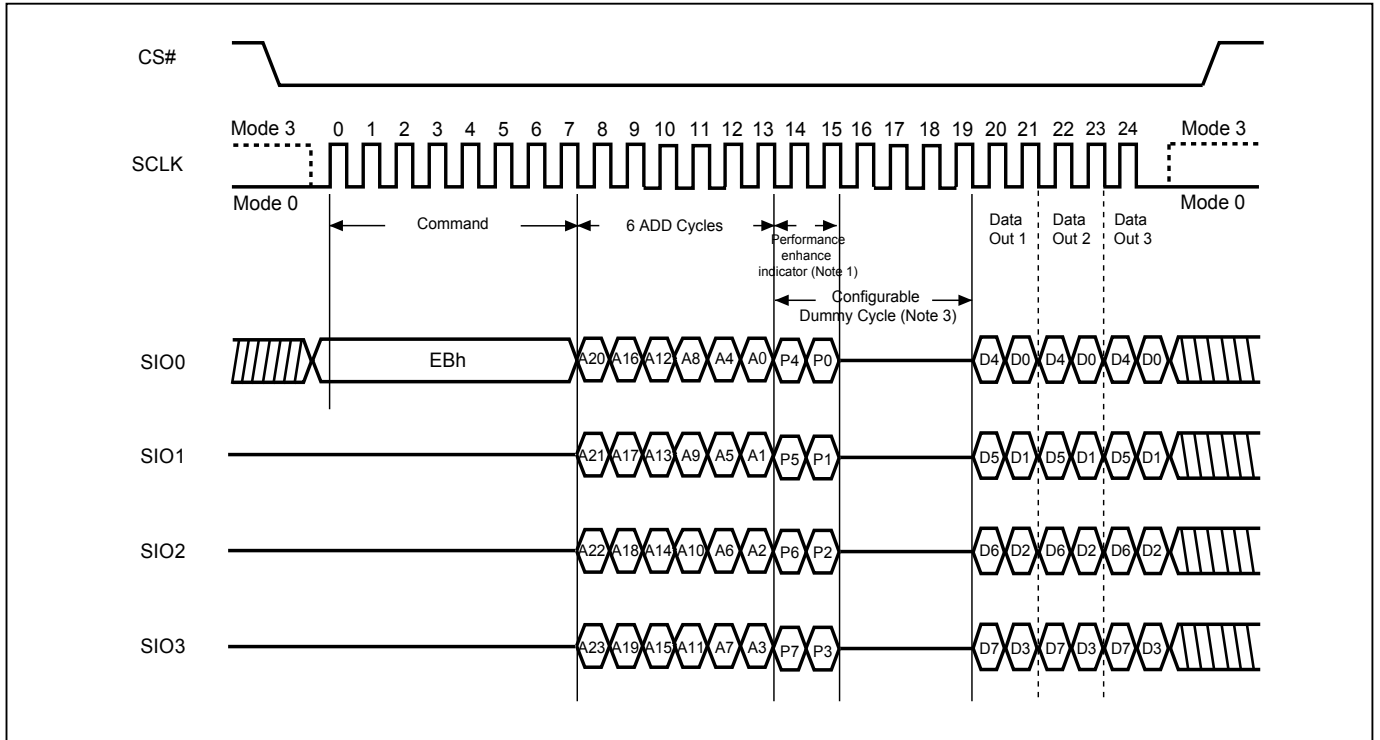 CS#
Mode 3 0 1 2 3 4 5 6 7 8 9 10 11 12 13 14 15 16 17 18 19 20 21 22 23 24 Mode 3
SCLK
Mode 0 Mode 0
Command 6 ADD Cycles Data Out 1 Data Out 2 Data Out 3
Performance
enhance
indicator (Note 1)
Configurable
Dummy Cycle (Note 3)
SIO0 EBh A20 A16 A12 A8 A4 A0 P4 P0 D4 D0 D4 D0 D4 D0
SIO1 A21 A17 A13 A9 A5 A1 P5 P1 D5 D1 D5 D1 D5 D1
SIO2 A22 A18 A14 A10 A6 A2 P6 P2 D6 D2 D6 D2 D6 D2
SIO3 A23 A19 A15 A11 A7 A3 P7 P3 D7 D3 D7 D3 D7 D3